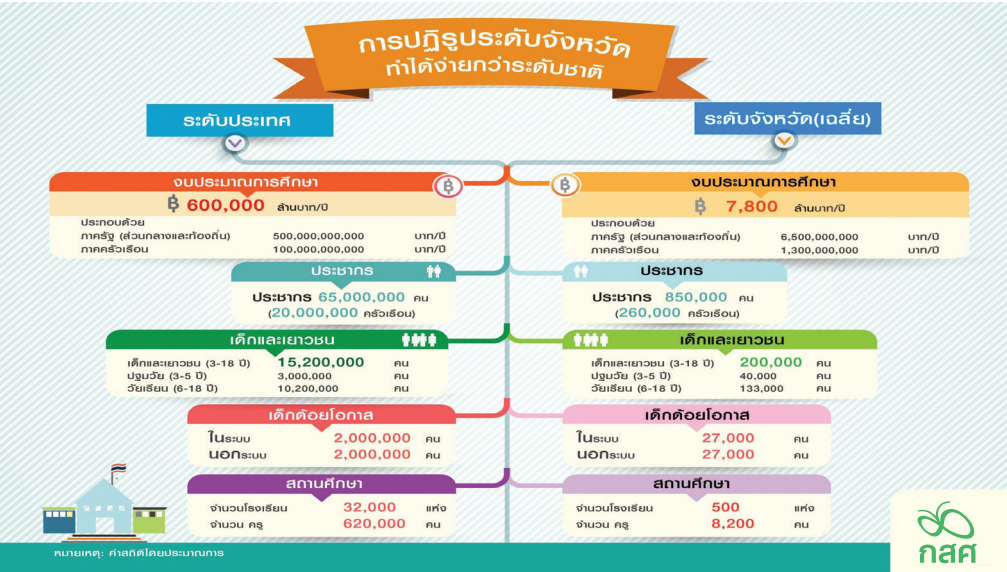 การปฏิรูประดับจังหวัด
ทำได้ง่ายกว่าระดับชาติ
ระดับประเทศ
ระดับจังหวัด(เฉลี่ย)
งบประมาณการศึกษา
฿ 600,000 ล้านบาท/ปี
ประกอบด้วย
ภาครัฐ (ส่วนกลางและท้องถิ่น) 500,000,000,000 บาท/ปี
ภาคครัวเรือน 100,000,000,000 บาท/ปี
งบประมาณการศึกษา
฿ 7,800 ล้านบาท/ปี
ประกอบด้วย
ภาครัฐ (ส่วนกลางและท้องถิ่น) 6,500,000,000 บาท/ปี
ภาคครัวเรือน 1,300,000,000 บาท/ปี
ประชากร
ประชากร 65,000,000 คน
(20,000,000 ครัวเรือน)
ประชากร
ประชากร 850,000 คน
(260,000 ครัวเรือน)
เด็กและเยาวชน
เด็กและเยาวชน (3-18 ปี) 15,200,000 คน
ปฐมวัย (3-5 ปี) 3,000,000 คน
วัยเรียน (6-18 ปี) 10,200,000 คน
เด็กและเยาวชน
เด็กและเยาวชน (3-18 ปี) 200,000 คน
ปฐมวัย (3-5 ปี) 40,000 คน
วัยเรียน (6-18 ปี) 133,000 คน
เด็กด้อยโอกาส
ในระบบ 2,000,000 คน
นอกระบบ 2,000,000 คน
เด็กด้อยโอกาส
ในระบบ 27,000 คน
นอกระบบ 27,000 คน
สถานศึกษา
จำนวนโรงเรียน 32,000 แห่ง
จำนวน ครู 620,000 คน
สถานศึกษา
จำนวนโรงเรียน 500 แห่ง
จำนวน ครู 8,200 คน
หมายเหตุ: ค่าสถิติโดยประมาณการ
กสศ